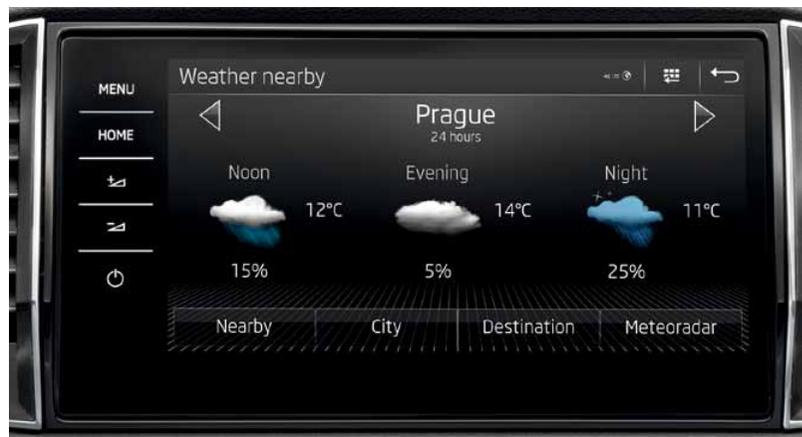 Weather nearby
MENU
HOME
Prague
24 hours
Noon Evening Night
12°C 14°C 11°C
15% 5% 25%
Nearby City Destination Meteoradar